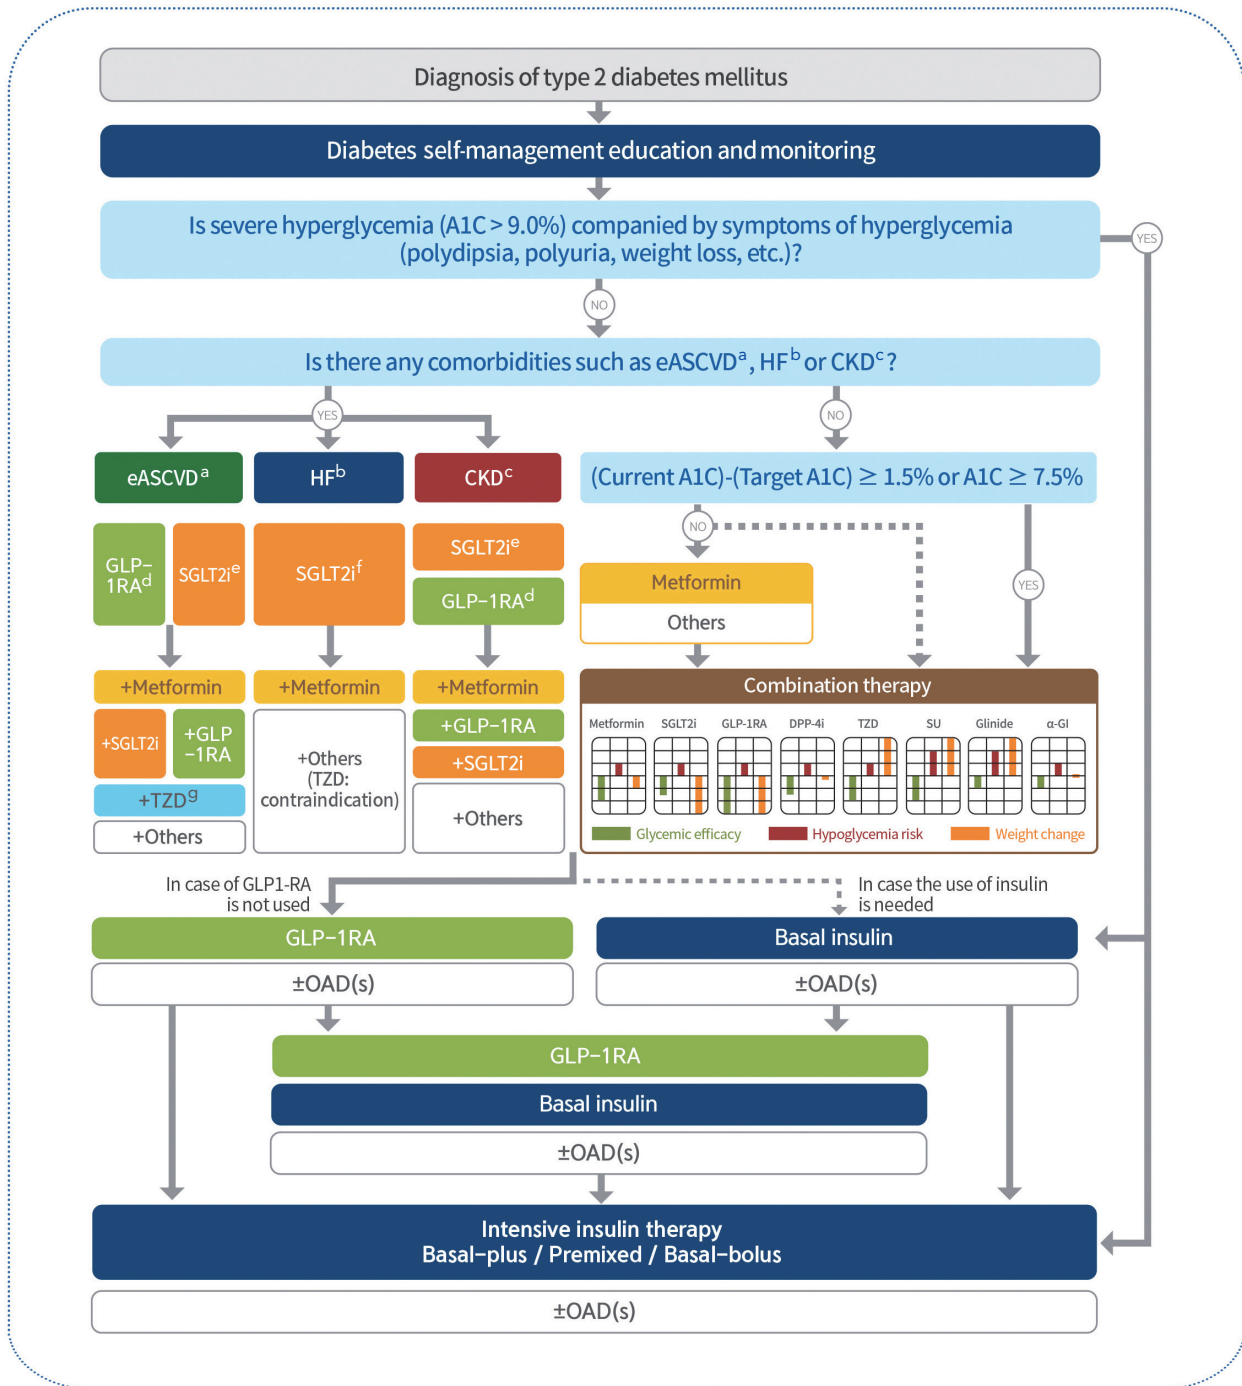 Diagnosis of type 2 diabetes mellitus
Diabetes self-management education and monitoring
Is severe hyperglycemia (A1C > 9.0%) companied by symptoms of hyperglycemia
(polydipsia, polyuria, weight loss, etc.)?
YES
NO
Is there any comorbidities such as eASCVDᵃ, HFᵇ or CKDᶜ?
YES
NO
eASCVDᵃ
HFᵇ
CKDᶜ
(Current A1C)-(Target A1C) ≥ 1.5% or A1C ≥ 7.5%
GLP-
1RAᵈ
SGLT2iᵉ
SGLT2iᶠ
SGLT2iᵉ
GLP-1RAᵈ
NO
YES
Metformin
Others
+Metformin
+SGLT2i
+GLP
-1RA
+TZDᵍ
+Others
+Metformin
+Others
(TZD:
contraindication)
+Metformin
+GLP-1RA
+SGLT2i
+Others
Combination therapy
Metformin SGLT2i GLP-1RA DPP-4i TZD SU Glinide α-GI
Glycemic efficacy Hypoglycemia risk Weight change
In case of GLP1-RA
is not used
In case the use of insulin
is needed
GLP-1RA
±OAD(s)
Basal insulin
±OAD(s)
GLP-1RA
Basal insulin
±OAD(s)
Intensive insulin therapy
Basal-plus / Premixed / Basal-bolus
±OAD(s)